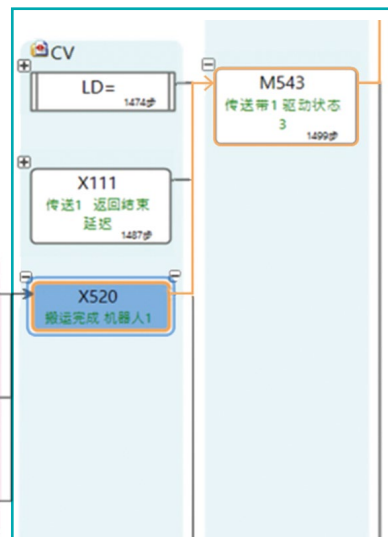 CV
LD=
1474步
X111
传送1 返回结束
延迟
1487步
X520
搬运完成 机器人1
M543
传送带1 驱动状态
3
1499步